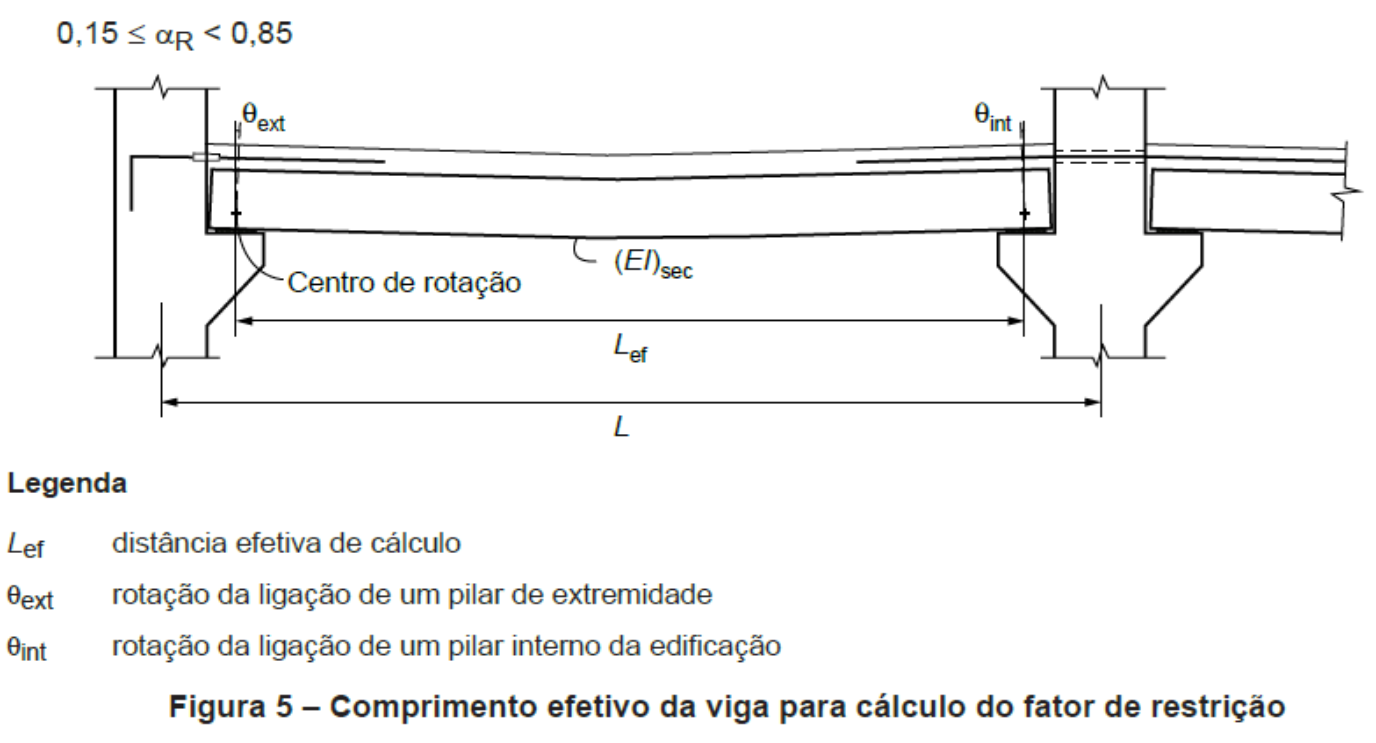 0,15 ≤ αR < 0,85
θext
θint
(EI)sec
Centro de rotação
Lef
L
Legenda
Lef distância efetiva de cálculo
θext rotação da ligação de um pilar de extremidade
θint rotação da ligação de um pilar interno da edificação
Figura 5 – Comprimento efetivo da viga para cálculo do fator de restrição